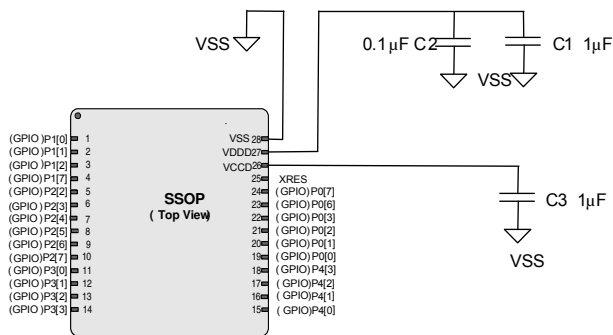 VSS
0.1µF C2
C1 1µF
VSS
(GPIO)P1[0] 1
(GPIO)P1[1] 2
(GPIO)P1[2] 3
(GPIO)P1[7] 4
(GPIO)P2[2] 5
(GPIO)P2[3] 6
(GPIO)P2[4] 7
(GPIO)P2[5] 8
(GPIO)P2[6] 9
(GPIO)P2[7] 10
(GPIO)P3[0] 11
(GPIO)P3[1] 12
(GPIO)P3[2] 13
(GPIO)P3[3] 14
SSOP
(Top View)
VSS 28
VDDD 27
VCCD 26
25 XRES
24 (GPIO)P0[7]
23 (GPIO)P0[6]
22 (GPIO)P0[3]
21 (GPIO)P0[2]
20 (GPIO)P0[1]
19 (GPIO)P0[0]
18 (GPIO)P4[3]
17 (GPIO)P4[2]
16 (GPIO)P4[1]
15 (GPIO)P4[0]
C3 1µF
VSS